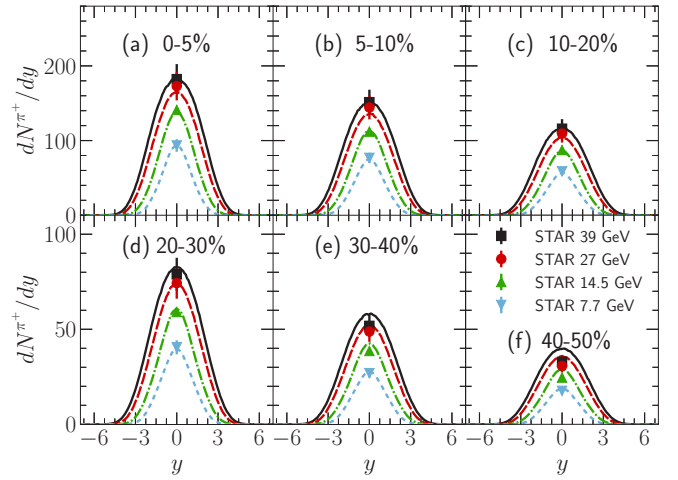 (a) 0-5%
(b) 5-10%
(c) 10-20%
dN^{π^+}/dy
200
100
0
(d) 20-30%
(e) 30-40%
STAR 39 GeV
STAR 27 GeV
STAR 14.5 GeV
STAR 7.7 GeV
(f) 40-50%
dN^{π^+}/dy
100
50
0
−6 −3 0 3 6
−6 −3 0 3 6
−6 −3 0 3 6
y
y
y